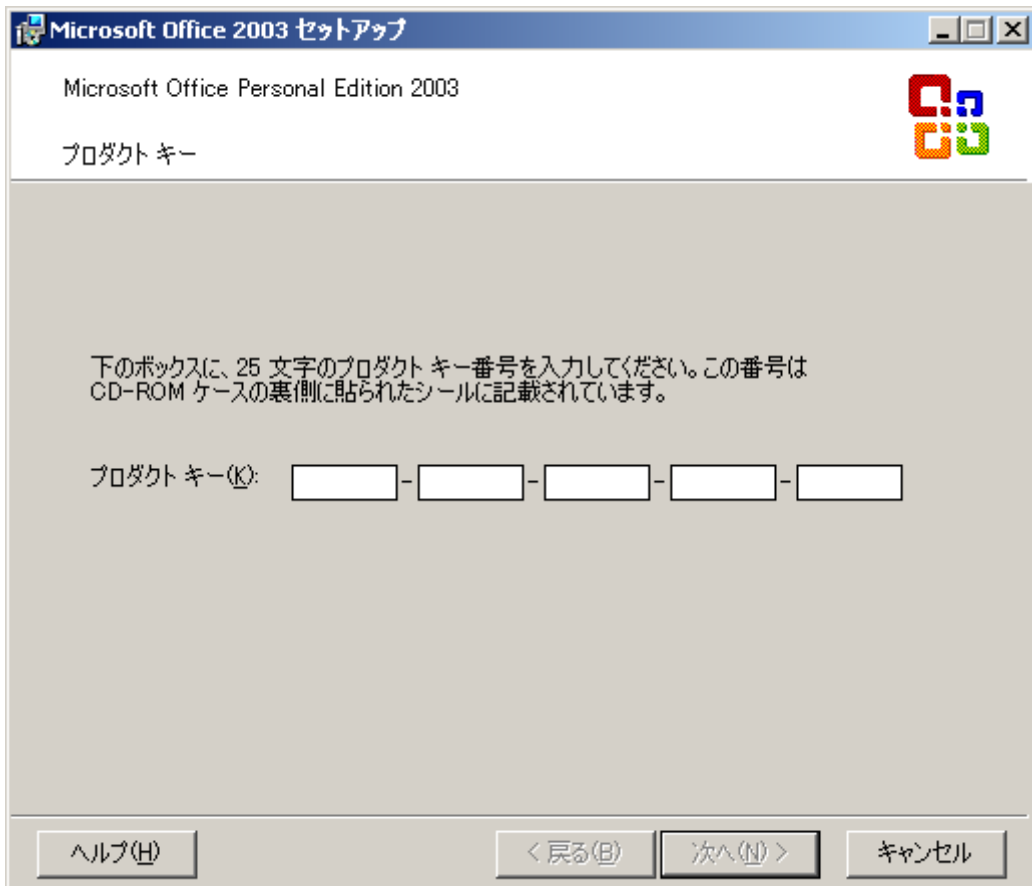 Microsoft Office 2003 セットアップ
Microsoft Office Personal Edition 2003
プロダクト キー
下のボックスに、25 文字のプロダクト キー番号を入力してください。この番号は
CD-ROM ケースの裏側に貼られたシールに記載されています。
プロダクト キー(K): - - - -
ヘルプ(H) < 戻る(B) 次へ(N) > キャンセル